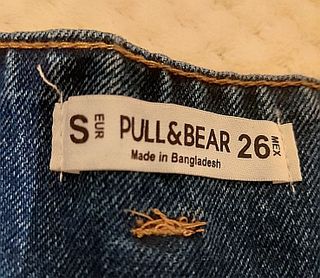 S EUR PULL&BEAR 26 MEX
Made in Bangladesh